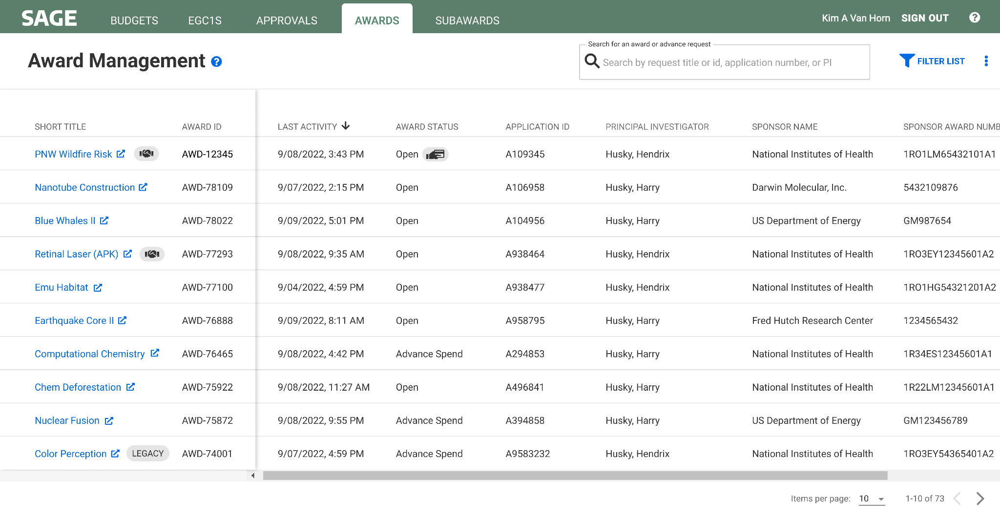 SAGE BUDGETS EGC1S APPROVALS AWARDS SUBAWARDS Kim A Van Horn SIGN OUT ?
Award Management ?
Search for an award or advance request
Search by request title or id, application number, or PI
FILTER LIST
SHORT TITLE AWARD ID LAST ACTIVITY AWARD STATUS APPLICATION ID PRINCIPAL INVESTIGATOR SPONSOR NAME SPONSOR AWARD NUMB
PNW Wildfire Risk AWD-12345 9/08/2022, 3:43 PM Open A109345 Husky, Hendrix National Institutes of Health 1RO1LM65432101A1
Nanotube Construction AWD-78109 9/07/2022, 2:15 PM Open A106958 Husky, Harry Darwin Molecular, Inc. 5432109876
Blue Whales II AWD-78022 9/09/2022, 5:01 PM Open A104956 Husky, Harry US Department of Energy GM987654
Retinal Laser (APK) AWD-77293 9/08/2022, 9:35 AM Open A938464 Husky, Hendrix National Institutes of Health 1RO3EY12345601A2
Emu Habitat AWD-77100 9/04/2022, 4:59 PM Open A938477 Husky, Hendrix National Institutes of Health 1RO1HG54321201A2
Earthquake Core II AWD-76888 9/09/2022, 8:11 AM Open A958795 Husky, Harry Fred Hutch Research Center 1234565432
Computational Chemistry AWD-76465 9/08/2022, 4:42 PM Advance Spend A294853 Husky, Harry National Institutes of Health 1R34ES12345601A1
Chem Deforestation AWD-75922 9/08/2022, 11:27 AM Open A496841 Husky, Harry National Institutes of Health 1R22LM12345601A1
Nuclear Fusion AWD-75872 9/08/2022, 9:55 PM Advance Spend A394858 Husky, Harry US Department of Energy GM123456789
Color Perception LEGACY AWD-74001 9/07/2022, 4:59 PM Advance Spend A9583232 Husky, Hendrix National Institutes of Health 1RO3EY54365401A2
Items per page: 10 1-10 of 73